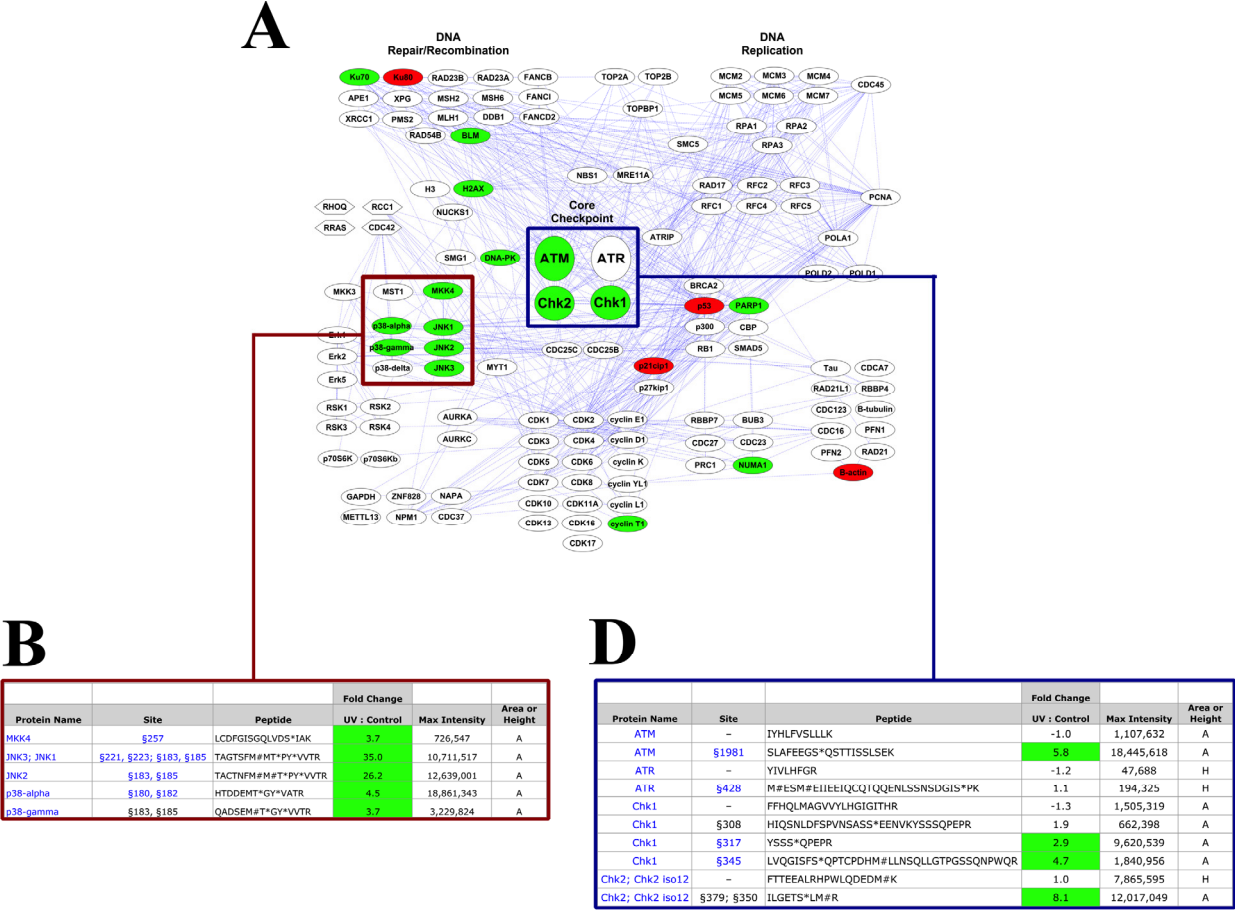 A
DNA
Repair/Recombination
DNA
Replication
Ku70 Ku80 RAD23B RAD23A FANCB TOP2A TOP2B MCM2 MCM3 MCM4 CDC45
APE1 XPG MSH2 MSH6 FANCI TOPBP1 MCM5 MCM6 MCM7
XRCC1 PMS2 MLH1 DDB1 FANCD2 RPA1 RPA2
RAD54B BLM SMC5 RPA3
H3 H2AX NBS1 MRE11A RAD17 RFC2 RFC3 PCNA
RHOQ RCC1 NUCKS1 RFC1 RFC4 RFC5
Core
Checkpoint
RRAS CDC42 ATRIP POLA1
SMG1 DNA-PK ATM ATR POLD2 POLD1
MKK3 MST1 MKK4 Chk2 Chk1 BRCA2
p53 PARP1
Erk1 p38-alpha JNK1 p300 CBP
Erk2 p38-gamma JNK2 CDC25C CDC25B RB1 SMAD5
Erk5 p38-delta JNK3 MYT1 p21cip1 Tau CDCA7
p27kip1 RAD21L1 RBBP4
RSK1 RSK2 AURKA CDK1 CDK2 cyclin E1 RBBP7 BUB3 CDC123 B-tubulin
RSK3 RSK4 AURKC CDK3 CDK4 cyclin D1 CDC27 CDC23 CDC16 PFN1
p70S6K p70S6Kb CDK5 CDK6 cyclin K PRC1 NUMA1 PFN2 RAD21
CDK7 CDK8 cyclin YL1 B-actin
GAPDH ZNF828 NAPA CDK10 CDK11A cyclin L1
METTL13 NPM1 CDC37 CDK13 CDK16 cyclin T1
CDK17
B
Fold Change
Protein Name Site Peptide UV : Control Max Intensity Area or Height
MKK4 §257 LCDFGISGQLVDS*IAK 3.7 726,547 A
JNK3; JNK1 §221, §223; §183, §185 TAGTSFM#MT*PY*VVTR 35.0 10,711,517 A
JNK2 §183, §185 TACTNFM#M#T*PY*VVTR 26.2 12,639,001 A
p38-alpha §180, §182 HTDDEMT*GY*VATR 4.5 18,861,343 A
p38-gamma §183, §185 QADSEM#T*GY*VVTR 3.7 3,229,824 A
D
Fold Change
Protein Name Site Peptide UV : Control Max Intensity Area or Height
ATM – IYHLFVSLLLK -1.0 1,107,632 A
ATM §1981 SLAFEEGS*QSTTISSLSEK 5.8 18,445,618 A
ATR – YIVLHFGR -1.2 47,688 H
ATR §428 M#ESM#EIIEEIQCQTQQENLSSNSDGIS*PK 1.1 194,325 H
Chk1 – FFHQLMAGVVYLHGIGITHR -1.3 1,505,319 A
Chk1 §308 HIQSNLDFSPVNSASS*EENVKYSSSQPEPR 1.9 662,398 A
Chk1 §317 YSSS*QPEPR 2.9 9,620,539 A
Chk1 §345 LVQGISFS*QPTCPDHM#LLNSQLLGTPGSSQNPWQR 4.7 1,840,956 A
Chk2; Chk2 iso12 – FTTEEALRHPWLQDEDM#K 1.0 7,865,595 H
Chk2; Chk2 iso12 §379; §350 ILGETS*LM#R 8.1 12,017,049 A